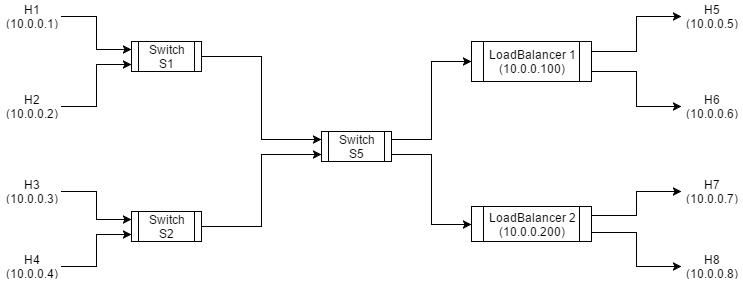 H1
(10.0.0.1)
H2
(10.0.0.2)
H3
(10.0.0.3)
H4
(10.0.0.4)
Switch
S1
Switch
S2
Switch
S5
LoadBalancer 1
(10.0.0.100)
LoadBalancer 2
(10.0.0.200)
H5
(10.0.0.5)
H6
(10.0.0.6)
H7
(10.0.0.7)
H8
(10.0.0.8)